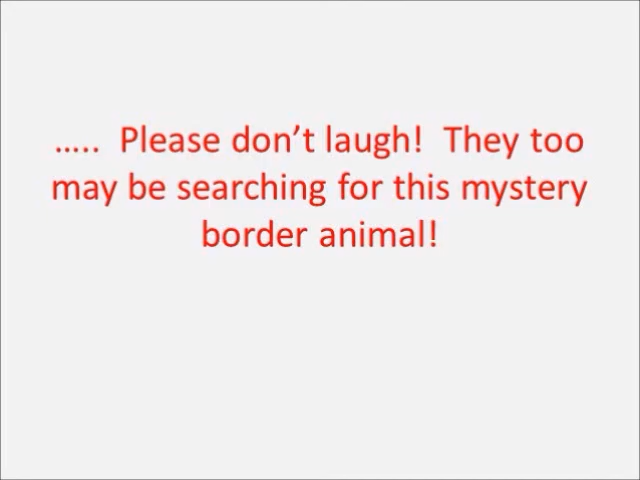 …..  Please don’t laugh!  They too
may be searching for this mystery
border animal!